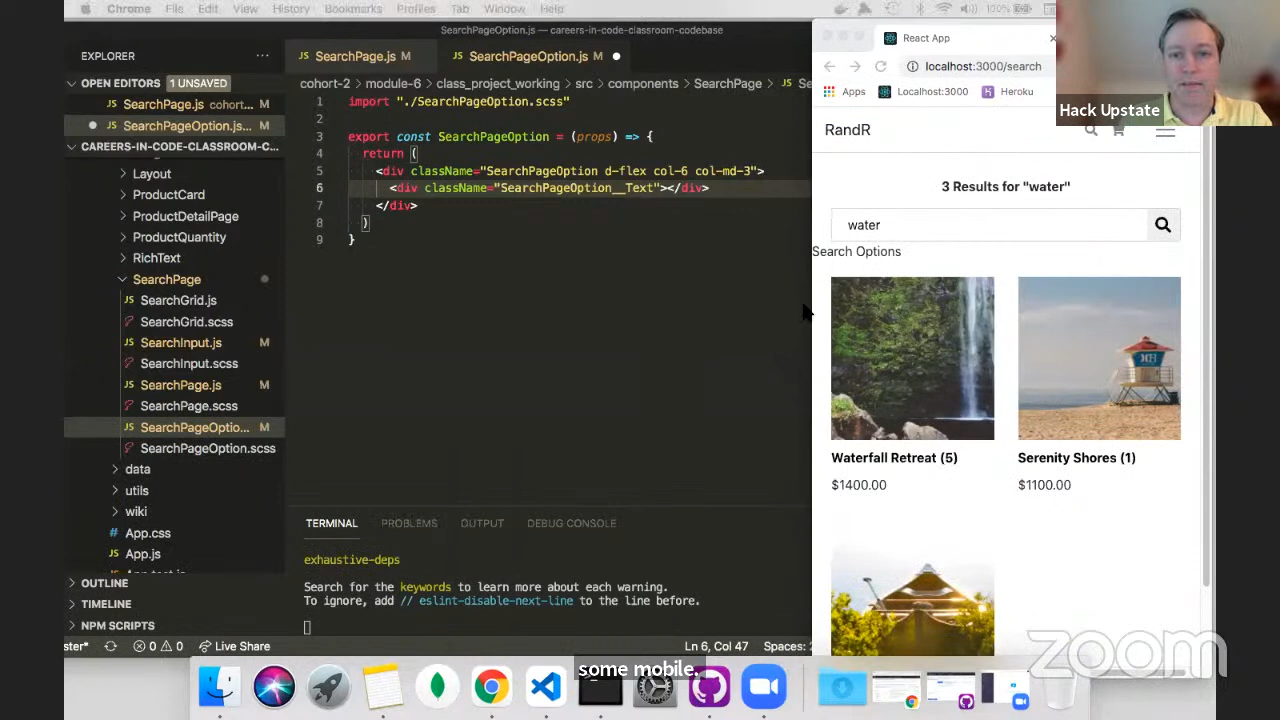 Chrome File Edit View History Bookmarks Profiles Tab Window Help 100%
SearchPageOption.js — careers-in-code-classroom-codebase
EXPLORER
OPEN EDITORS 1 UNSAVED
SearchPage.js cohort... M
SearchPageOption.js... M
CAREERS-IN-CODE-CLASSROOM-C...
Layout
ProductCard
ProductDetailPage
ProductQuantity
RichText
SearchPage
SearchGrid.js
SearchGrid.scss
SearchInput.js M
SearchInput.scss
SearchPage.js M
SearchPage.scss
SearchPageOptio... M
SearchPageOption.scss
data
utils
wiki
App.css
App.js
OUTLINE
TIMELINE
NPM SCRIPTS
SearchPage.js M
SearchPageOption.js M
cohort-2 > module-6 > class_project_working > src > components > SearchPage > JS Se
1 import "./SearchPageOption.scss"
2
3 export const SearchPageOption = (props) => {
4 return (
5 <div className="SearchPageOption d-flex col-6 col-md-3">
6 <div className="SearchPageOption__Text"></div>
7 </div>
8 )
9 }
TERMINAL PROBLEMS OUTPUT DEBUG CONSOLE
exhaustive-deps
Search for the keywords to learn more about each warning.
To ignore, add // eslint-disable-next-line to the line before.
ster* 0 0 Live Share Ln 6, Col 47 Spaces:
React App
localhost:3000/search
Apps Localhost:3000 Heroku
Hack Upstate
RandR
3 Results for "water"
water
Search Options
Waterfall Retreat (5)
$1400.00
Serenity Shores (1)
$1100.00
some mobile.
zoom